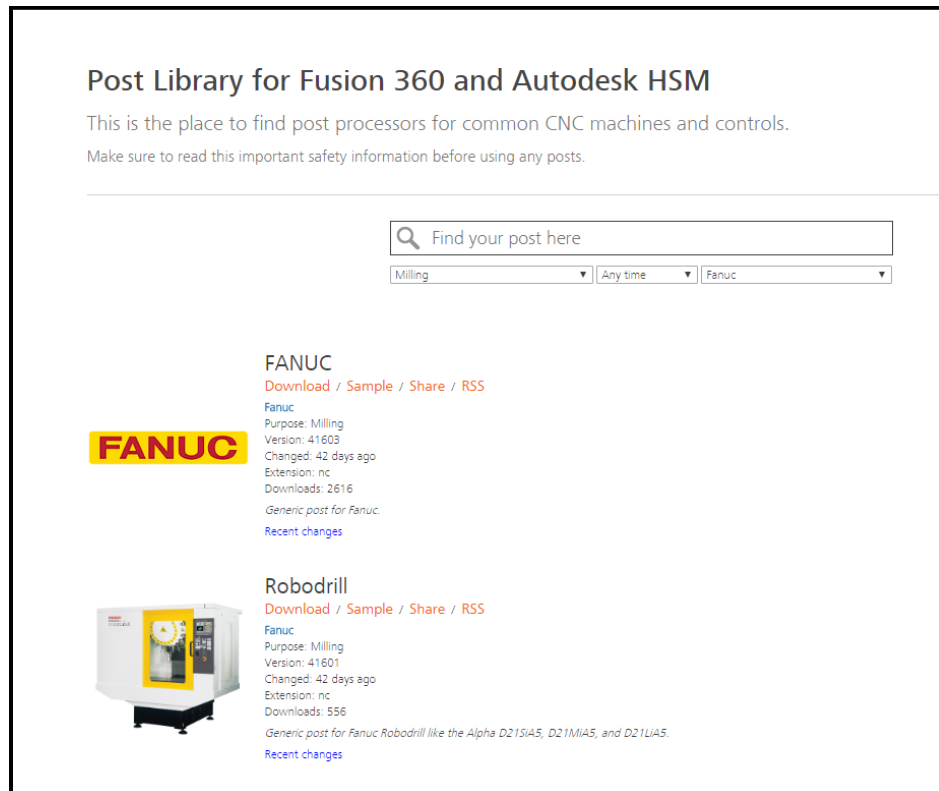 Post Library for Fusion 360 and Autodesk HSM
This is the place to find post processors for common CNC machines and controls.
Make sure to read this important safety information before using any posts.
Find your post here
Milling Any time Fanuc
FANUC
Download / Sample / Share / RSS
Fanuc
Purpose: Milling
Version: 41603
Changed: 42 days ago
Extension: nc
Downloads: 2616
Generic post for Fanuc.
Recent changes
FANUC
Robodrill
Download / Sample / Share / RSS
Fanuc
Purpose: Milling
Version: 41601
Changed: 42 days ago
Extension: nc
Downloads: 556
Generic post for Fanuc Robodrill like the Alpha D21SiA5, D21MiA5, and D21LiA5.
Recent changes